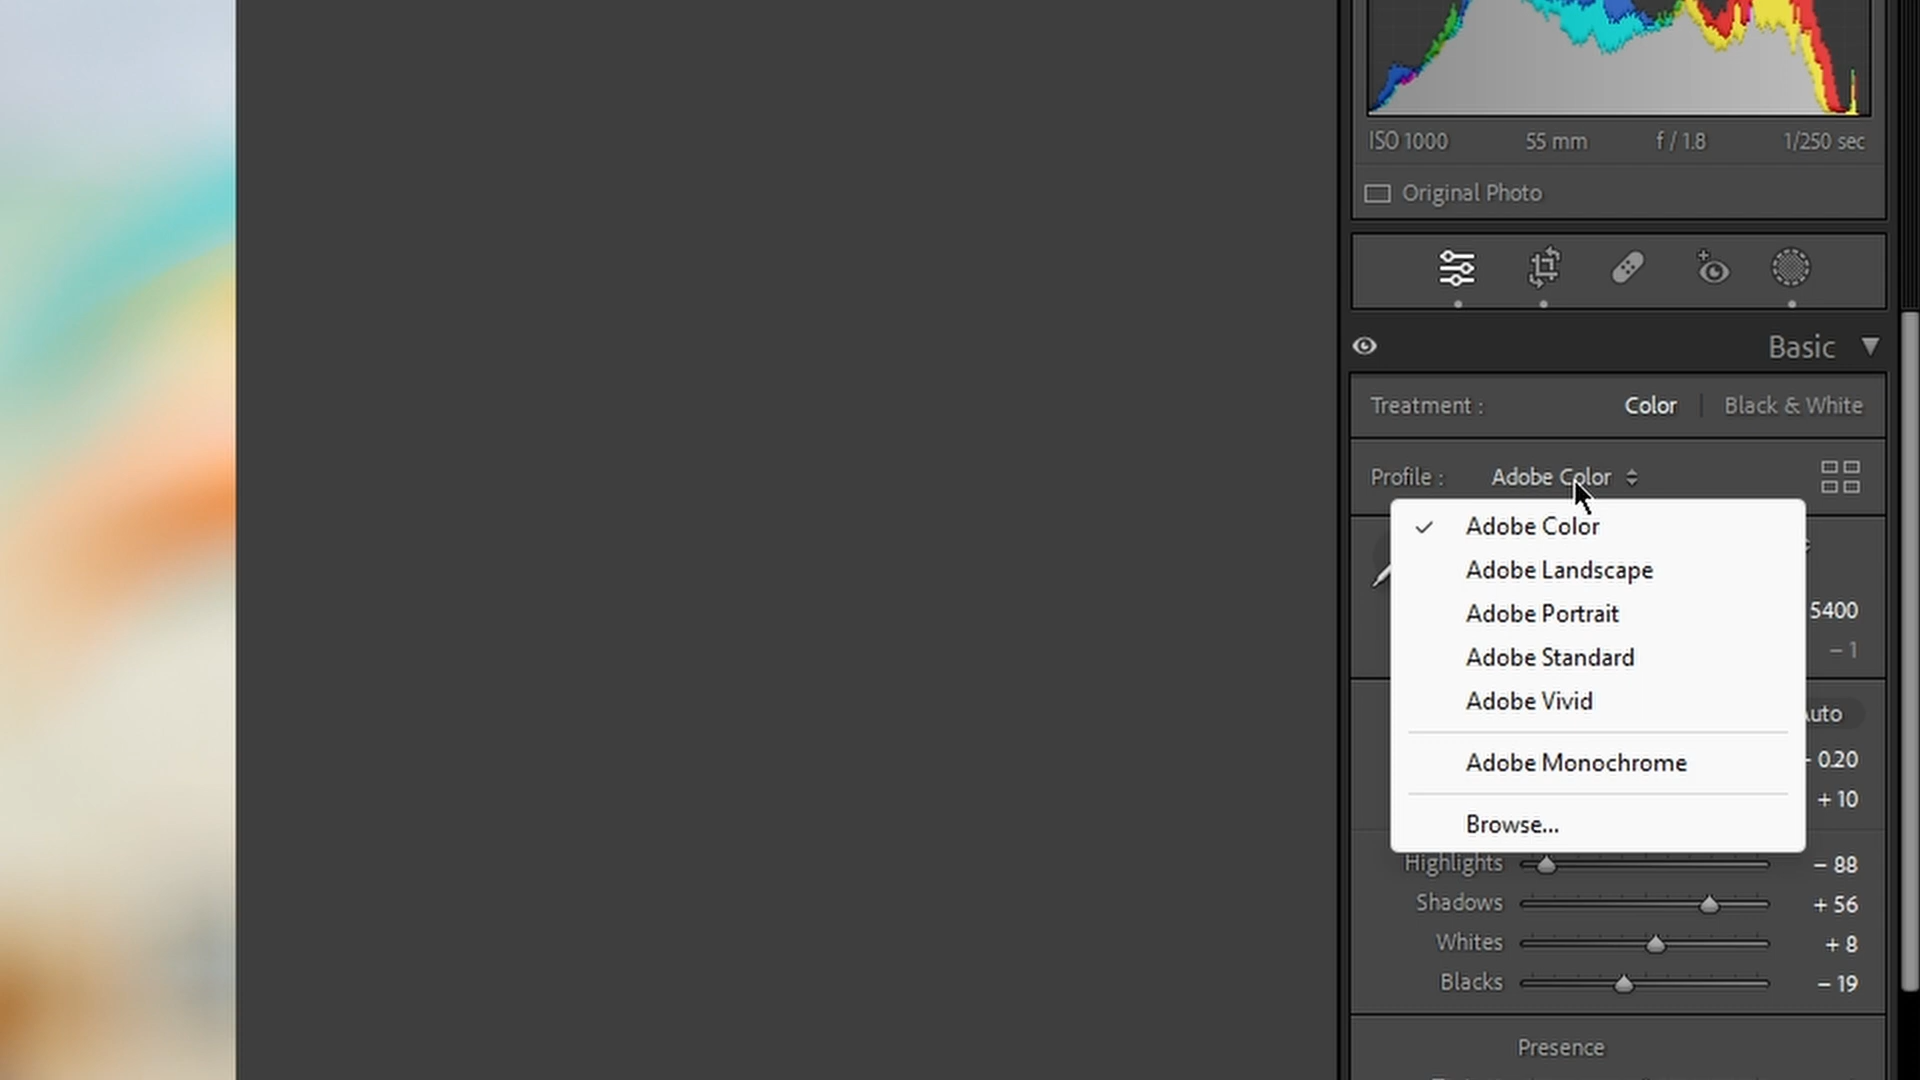 ISO 1000 55 mm f / 1.8 1/250 sec
Original Photo
Basic
Treatment : Color Black & White
Profile : Adobe Color
Adobe Color
Adobe Landscape
Adobe Portrait
Adobe Standard
Adobe Vivid
Adobe Monochrome
Browse...
5400
– 1
0.20
+ 10
Highlights – 88
Shadows + 56
Whites + 8
Blacks – 19
Presence